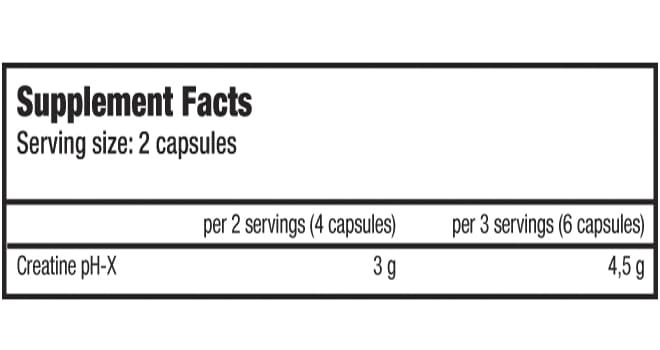 Supplement Facts
Serving size: 2 capsules
per 2 servings (4 capsules) per 3 servings (6 capsules)
Creatine pH-X 3 g 4,5 g